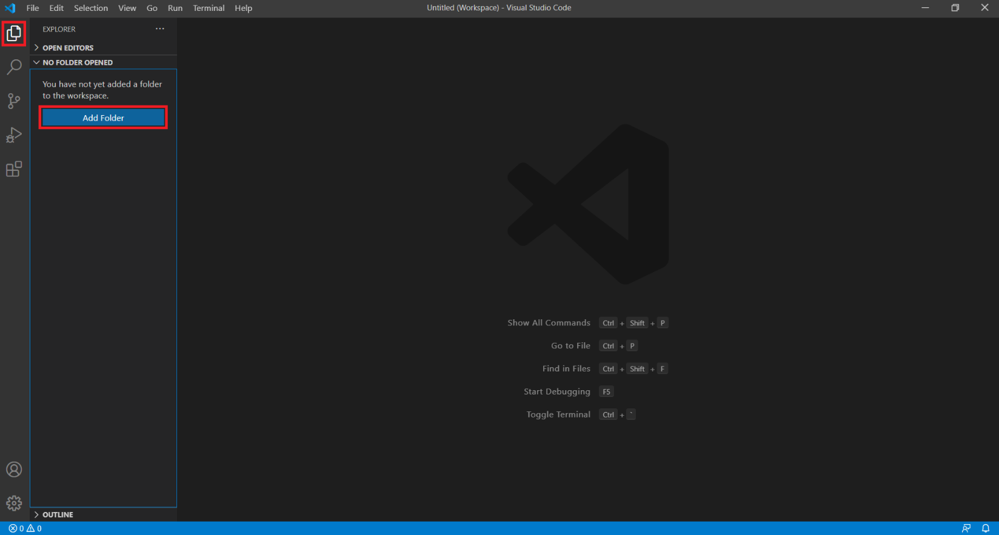 File Edit Selection View Go Run Terminal Help
Untitled (Workspace) - Visual Studio Code
EXPLORER
OPEN EDITORS
NO FOLDER OPENED
You have not yet added a folder
to the workspace.
Add Folder
Show All Commands Ctrl + Shift + P
Go to File Ctrl + P
Find in Files Ctrl + Shift + F
Start Debugging F5
Toggle Terminal Ctrl + `
OUTLINE
0 0